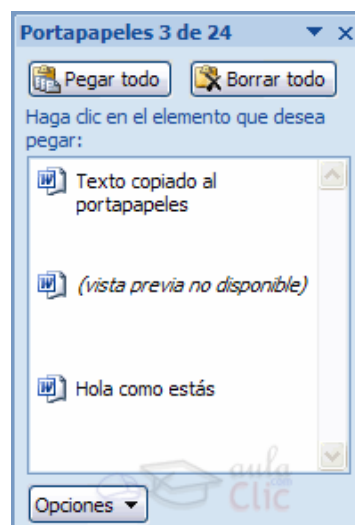 Portapapeles 3 de 24
Pegar todo
Borrar todo
Haga clic en el elemento que desea
pegar:
Texto copiado al
portapapeles
(vista previa no disponible)
Hola como estás
aula
.com
Clic
Opciones